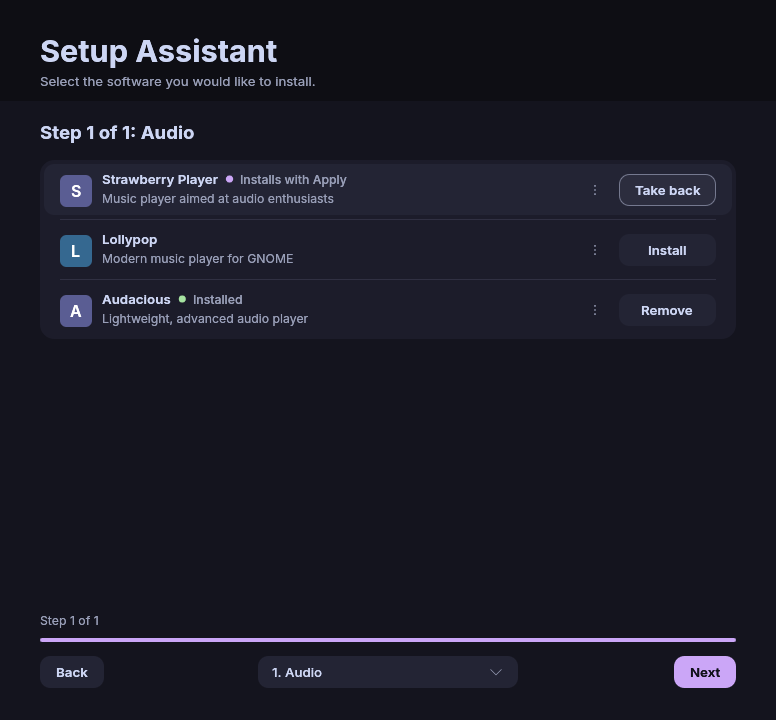 Setup Assistant
Select the software you would like to install.
Step 1 of 1: Audio
S
Strawberry Player Installs with Apply
Music player aimed at audio enthusiasts
Take back
L
Lollypop
Modern music player for GNOME
Install
A
Audacious Installed
Lightweight, advanced audio player
Remove
Step 1 of 1
Back
1. Audio
Next